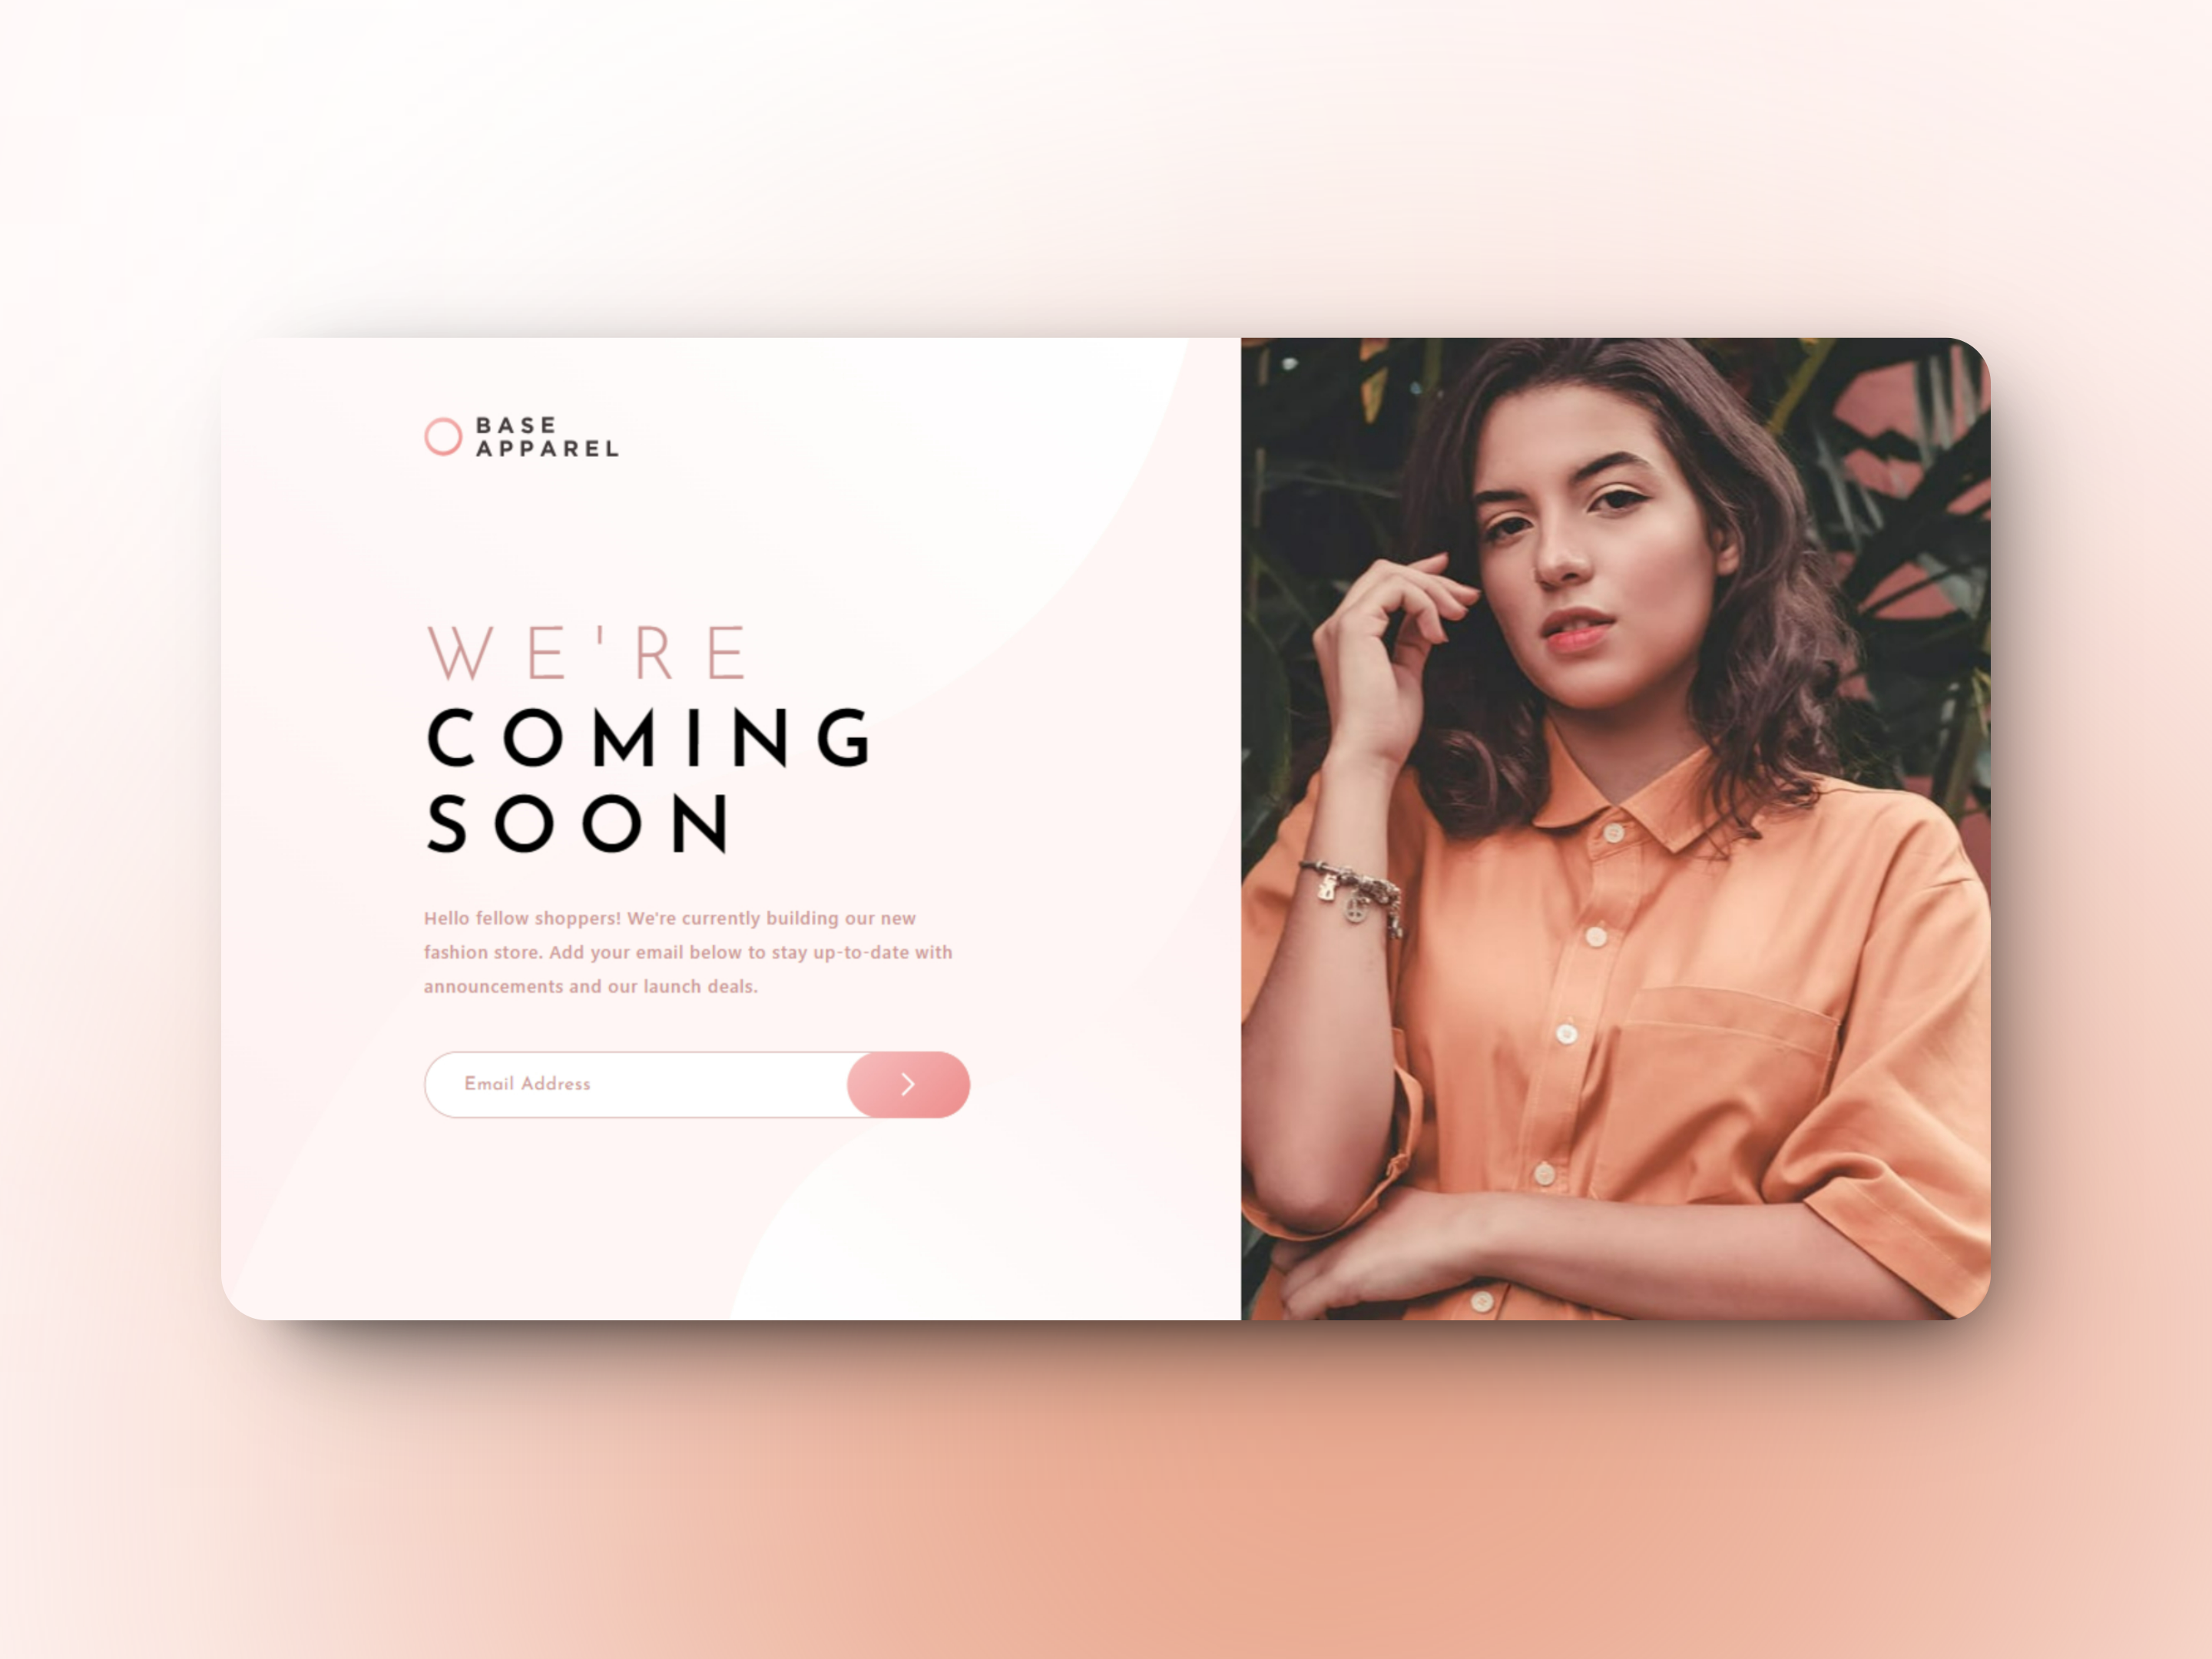 BASE
APPAREL
WE'RE
COMING
SOON
Hello fellow shoppers! We're currently building our new
fashion store. Add your email below to stay up-to-date with
announcements and our launch deals.
Email Address